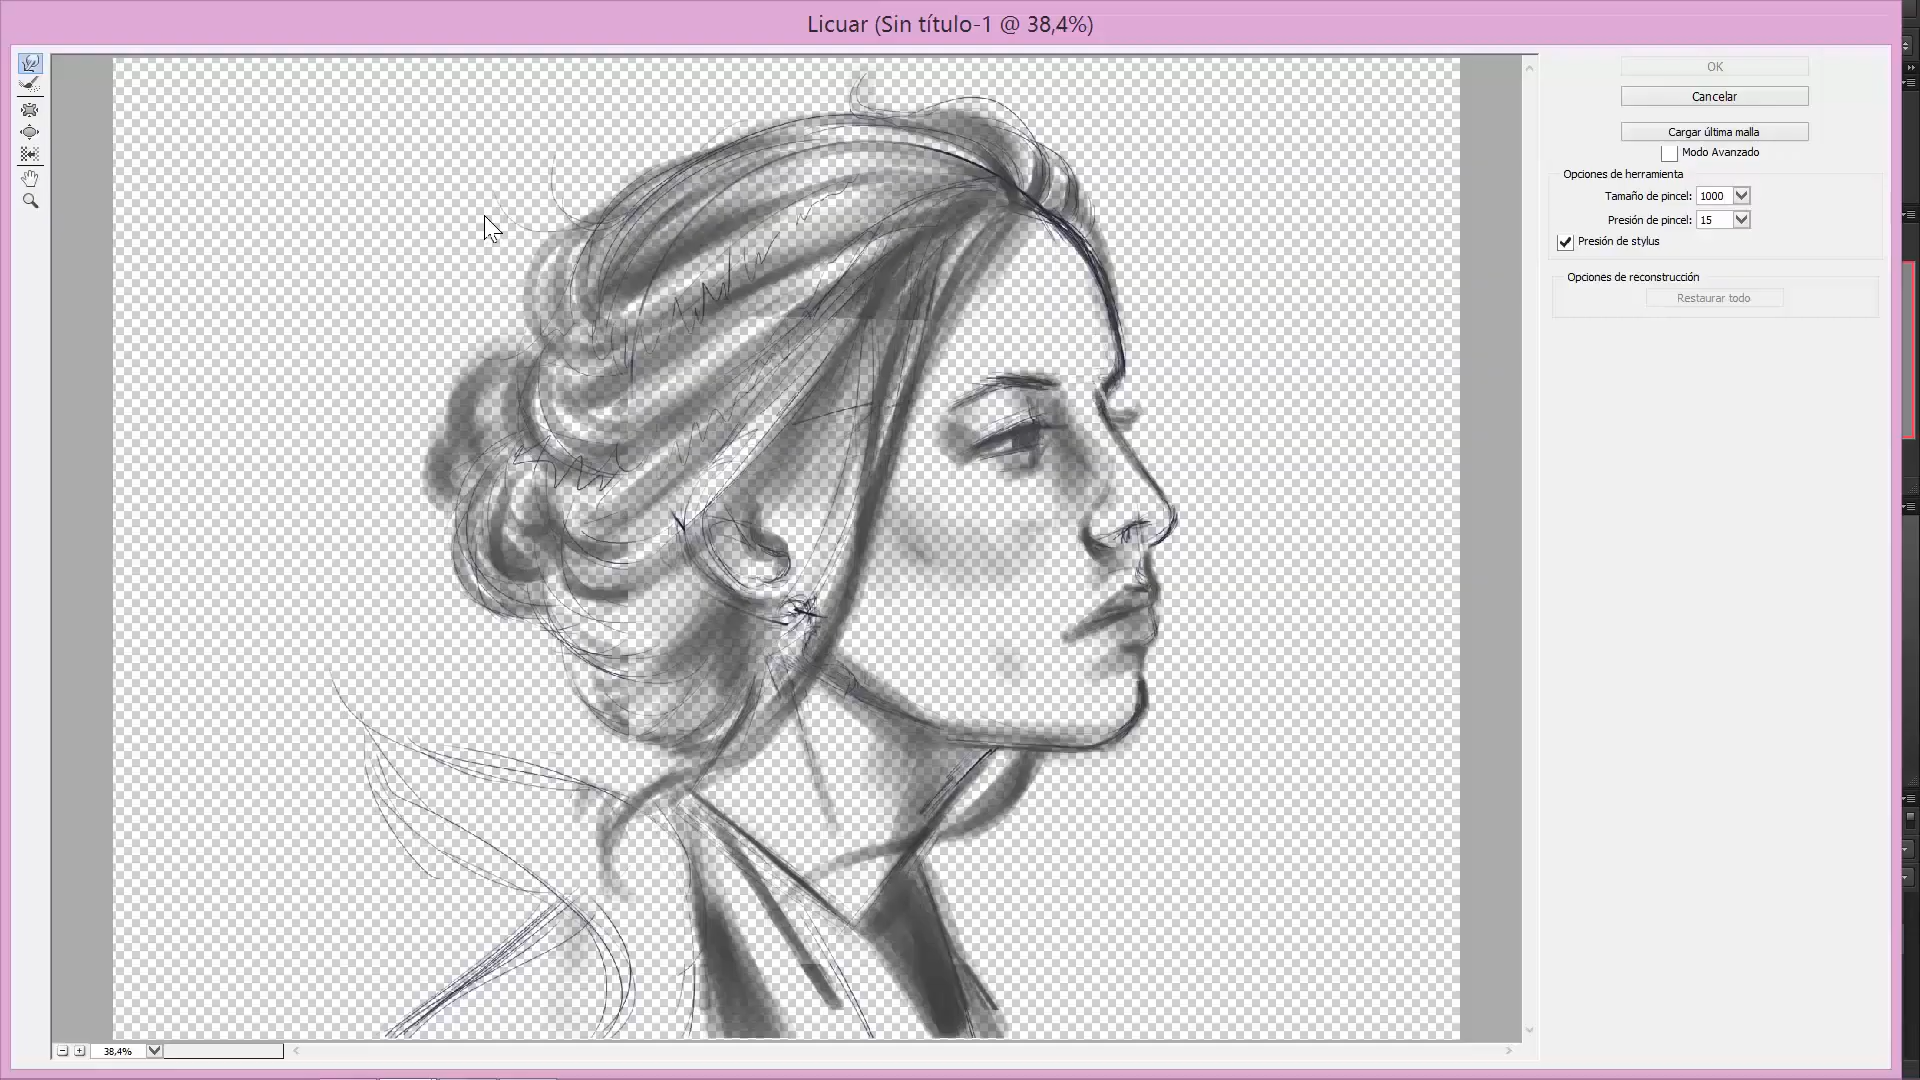 Licuar (Sin título-1 @ 38,4%)
OK
Cancelar
Cargar última malla
Modo Avanzado
Opciones de herramienta
Tamaño de pincel: 1000
Presión de pincel: 15
Presión de stylus
Opciones de reconstrucción
Restaurar todo
38,4%